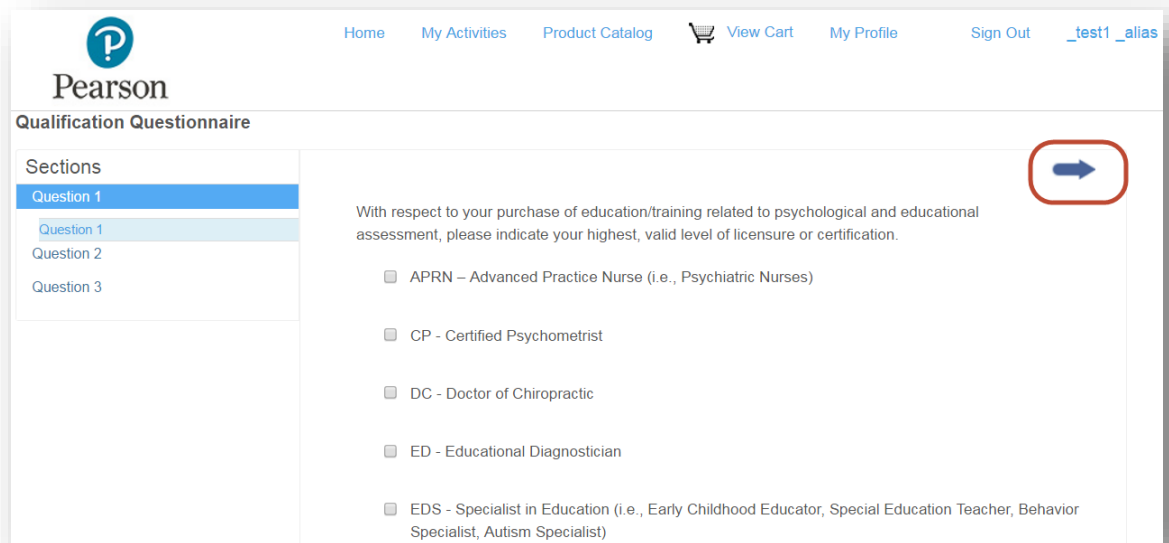 Home My Activities Product Catalog View Cart My Profile Sign Out _test1 _alias
P
Pearson
Qualification Questionnaire
Sections
Question 1
Question 1
Question 2
Question 3
With respect to your purchase of education/training related to psychological and educational
assessment, please indicate your highest, valid level of licensure or certification.
APRN – Advanced Practice Nurse (i.e., Psychiatric Nurses)
CP - Certified Psychometrist
DC - Doctor of Chiropractic
ED - Educational Diagnostician
EDS - Specialist in Education (i.e., Early Childhood Educator, Special Education Teacher, Behavior
Specialist, Autism Specialist)